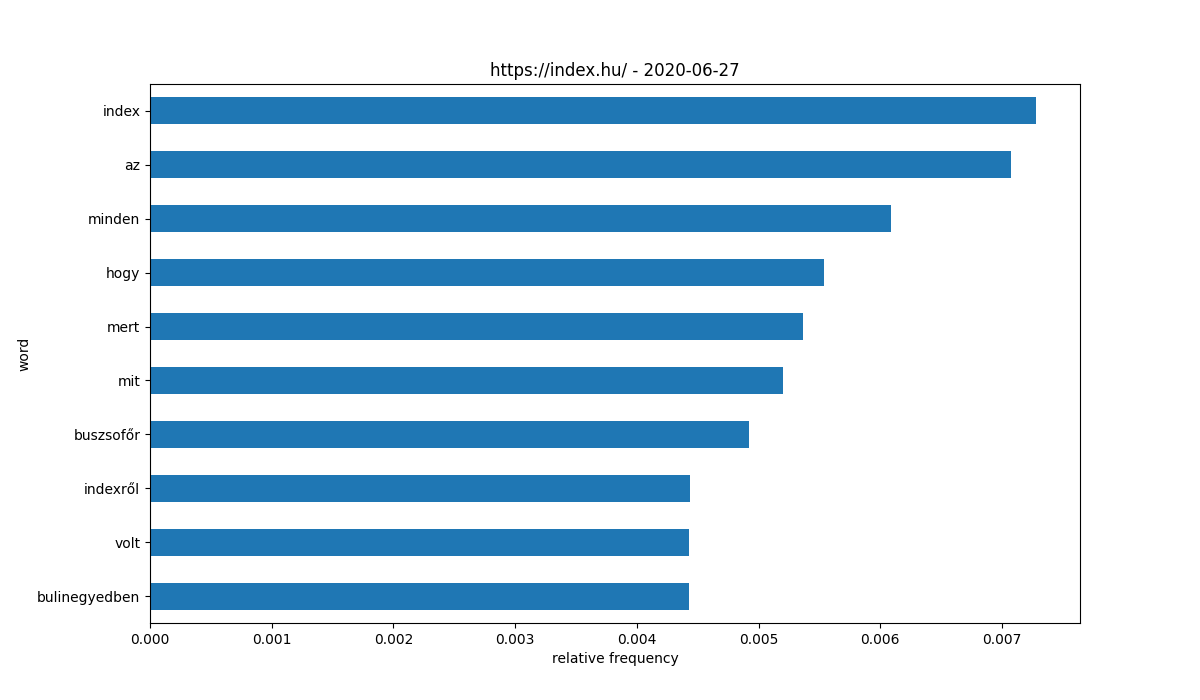 https://index.hu/ - 2020-06-27
index
az
minden
hogy
mert
mit
buszsofőr
indexről
volt
bulinegyedben
word
0.000 0.001 0.002 0.003 0.004 0.005 0.006 0.007
relative frequency